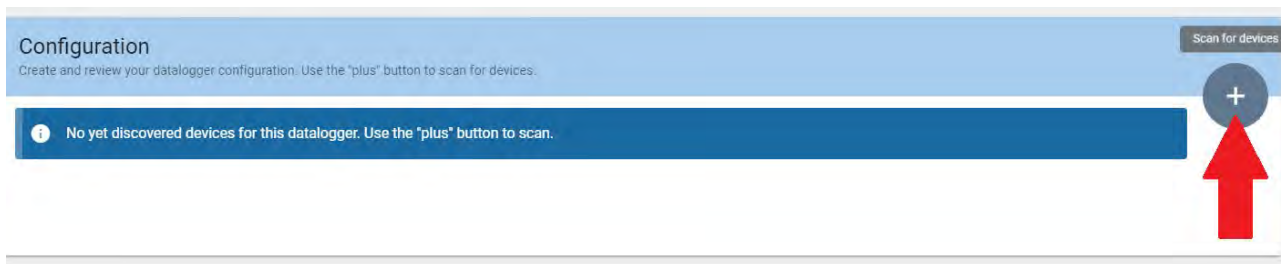 Configuration
Scan for devices
Create and review your datalogger configuration. Use the "plus" button to scan for devices.
No yet discovered devices for this datalogger. Use the "plus" button to scan.